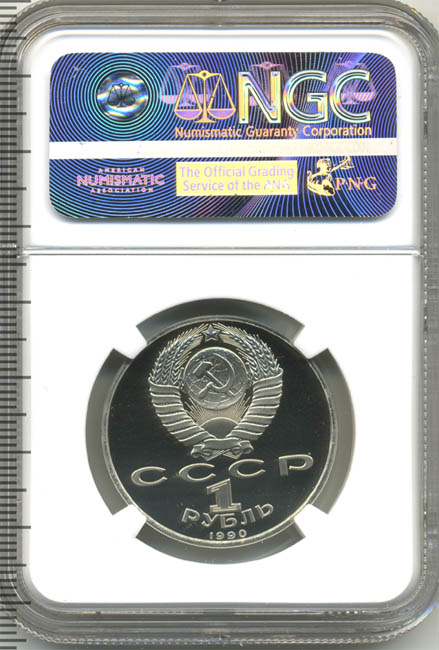 NGC
Numismatic Guaranty Corporation
AMERICAN
NUMISMATIC
ASSOCIATION
The Official Grading
Service of the PNG
PNG
СССР
1
РУБЛЬ
1990